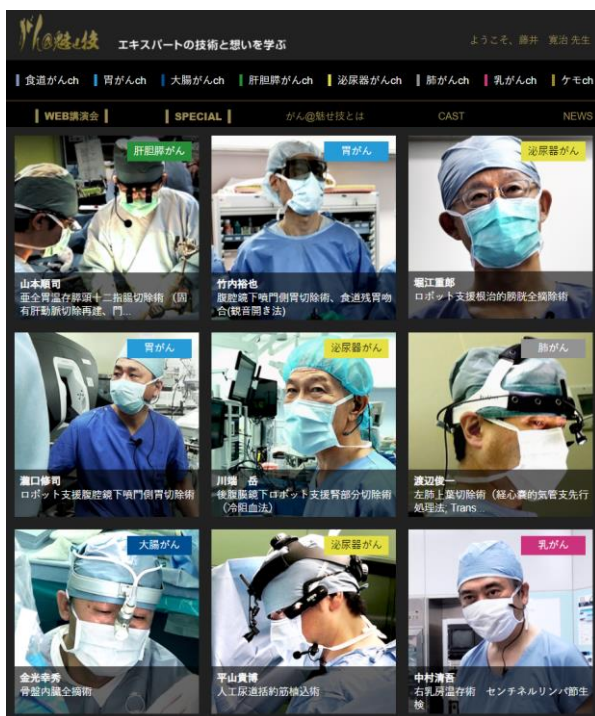 がん@魅せ技
エキスパートの技術と想いを学ぶ
ようこそ、藤井 寛治 先生
食道がんch 胃がんch 大腸がんch 肝胆膵がんch 泌尿器がんch 肺がんch 乳がんch ケモch
WEB講演会 SPECIAL がん@魅せ技とは CAST NEWS
肝胆膵がん
山本順司
亜全胃温存膵頭十二指腸切除術（固
有肝動脈切除再建、門...
胃がん
竹内裕也
腹腔鏡下噴門側胃切除術、食道残胃吻
合(観音開き法)
泌尿器がん
堀江重郎
ロボット支援根治的膀胱全摘除術
胃がん
瀧口修司
ロボット支援腹腔鏡下噴門側胃切除術
泌尿器がん
川端 岳
後腹膜鏡下ロボット支援腎部分切除術
（冷阻血法）
肺がん
渡辺俊一
左肺上葉切除術（経心嚢的気管支先行
処理法; Trans...
大腸がん
金光幸秀
骨盤内臓全摘術
泌尿器がん
平山貴博
人工尿道括約筋植込術
乳がん
中村清吾
右乳房温存術 センチネルリンパ節生
検